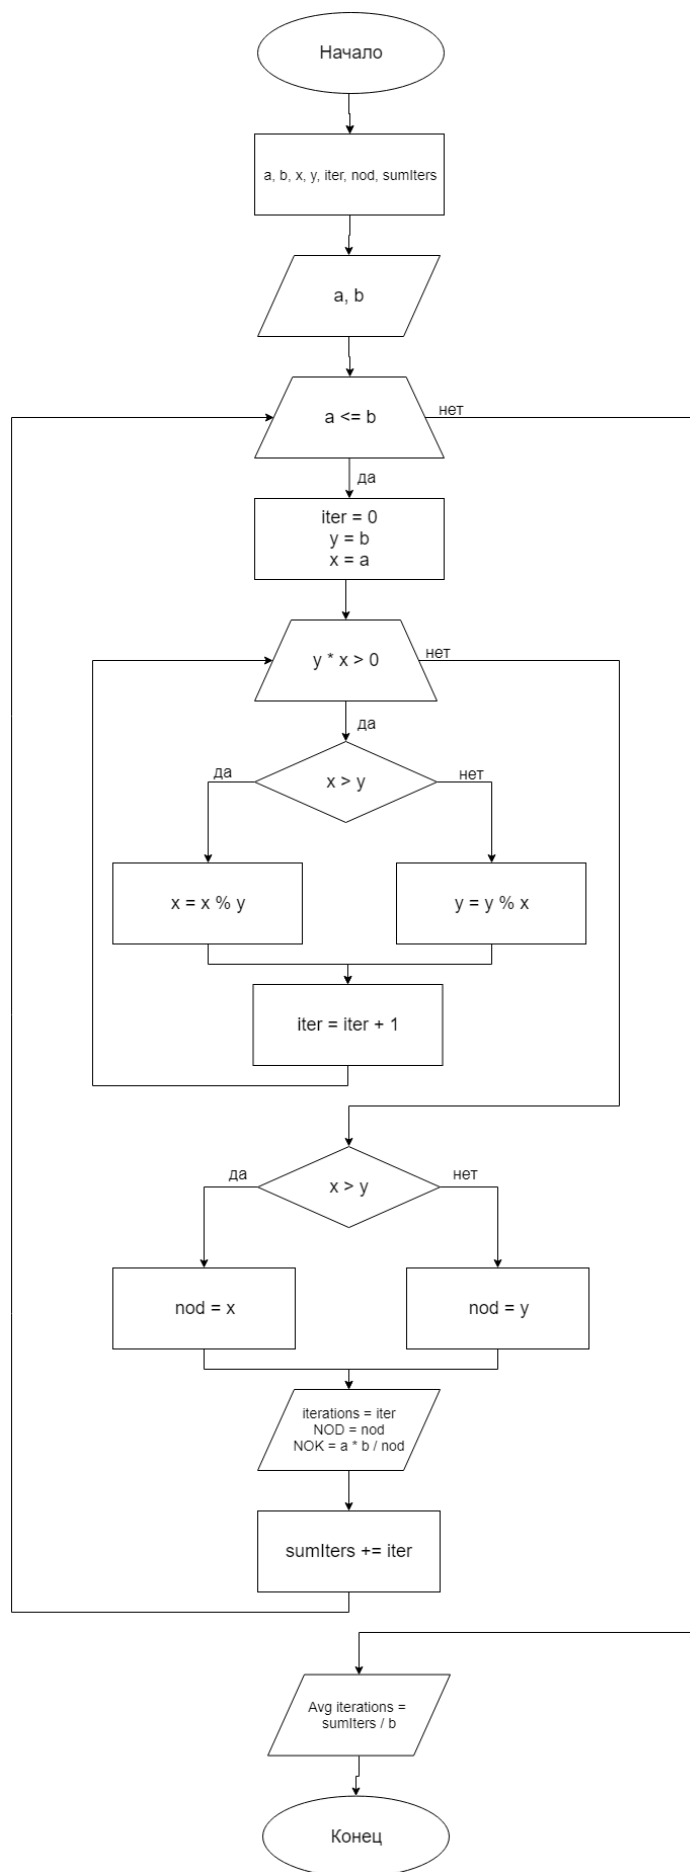 Начало
a, b, x, y, iter, nod, sumIters
a, b
a <= b
нет
да
iter = 0
y = b
x = a
y * x > 0
нет
да
x > y
да
нет
x = x % y
y = y % x
iter = iter + 1
x > y
да
нет
nod = x
nod = y
iterations = iter
NOD = nod
NOK = a * b / nod
sumIters += iter
Avg iterations =
sumIters / b
Конец